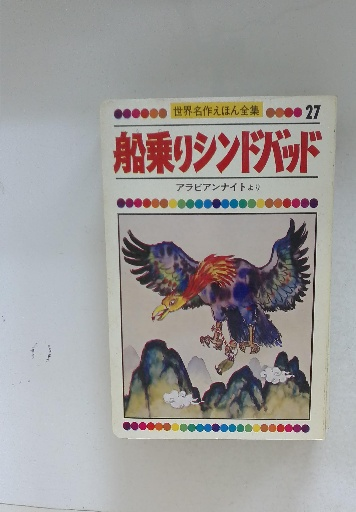 世界名作えほん全集 27
船乗りシンドバッド
アラビアンナイトより